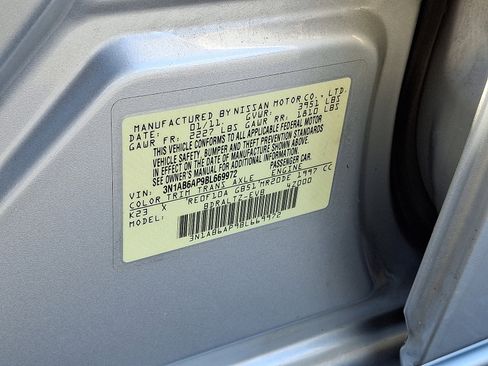 MANUFACTURED BY NISSAN MOTOR CO., LTD.
DATE: 01/11. GVWR: 3951 LBS
GAWR FR: 2227 LBS GAWR RR: 1810 LBS
THIS VEHICLE CONFORMS TO ALL APPLICABLE FEDERAL MOTOR
VEHICLE SAFETY, BUMPER AND THEFT PREVENTION STANDARDS
IN EFFECT ON THE DATE OF MANUFACTURE SHOWN ABOVE.
SEE OWNER'S MANUAL FOR ADDITIONAL INFORMATION.
VIN: 3N1AB6AP9BL669972 PASSENGER CAR
COLOR TRIM TRANS AXLE ENGINE
K23 X RE0F10A GB51 MR20DE 1997 CC
MODEL: BDRALT7-EVB 42000
3N1AB6AP9BL669972